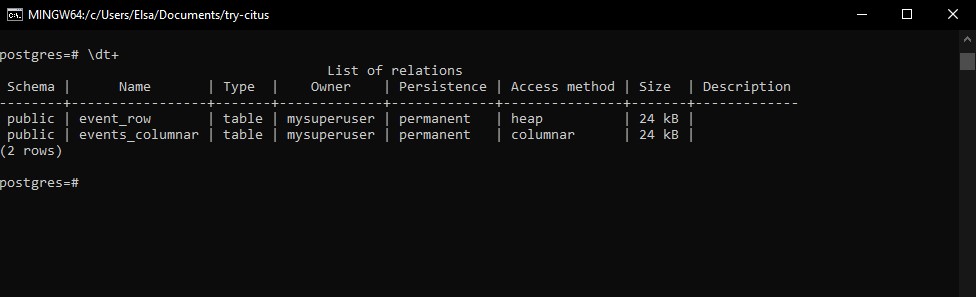 MINGW64:/c/Users/Elsa/Documents/try-citus
postgres=# \dt+
                                         List of relations
 Schema |      Name       | Type  |    Owner    | Persistence | Access method | Size  | Description
--------+-----------------+-------+-------------+-------------+---------------+-------+-------------
 public | event_row       | table | mysuperuser | permanent   | heap          | 24 kB |
 public | events_columnar | table | mysuperuser | permanent   | columnar      | 24 kB |
(2 rows)
postgres=#